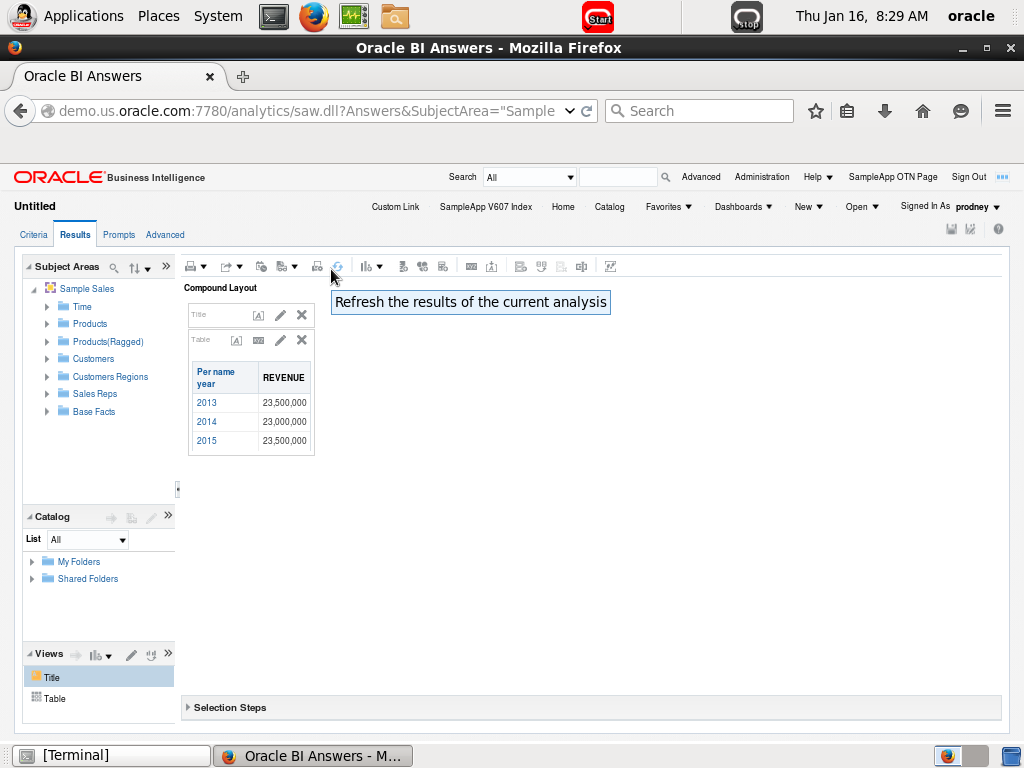 Applications Places System Start stop Thu Jan 16, 8:29 AM oracle
Oracle BI Answers - Mozilla Firefox
Oracle BI Answers
demo.us.oracle.com:7780/analytics/saw.dll?Answers&SubjectArea="Sample Search
ORACLE Business Intelligence Search All Advanced Administration Help SampleApp OTN Page Sign Out
Untitled Custom Link SampleApp V607 Index Home Catalog Favorites Dashboards New Open Signed In As prodney
Criteria Results Prompts Advanced
Subject Areas
Sample Sales
Time
Products
Products(Ragged)
Customers
Customers Regions
Sales Reps
Base Facts
Catalog
List All
My Folders
Shared Folders
Views
Title
Table
Compound Layout
Refresh the results of the current analysis
Title
Table
Per name year REVENUE
2013 23,500,000
2014 23,000,000
2015 23,500,000
Selection Steps
[Terminal] Oracle BI Answers - M...